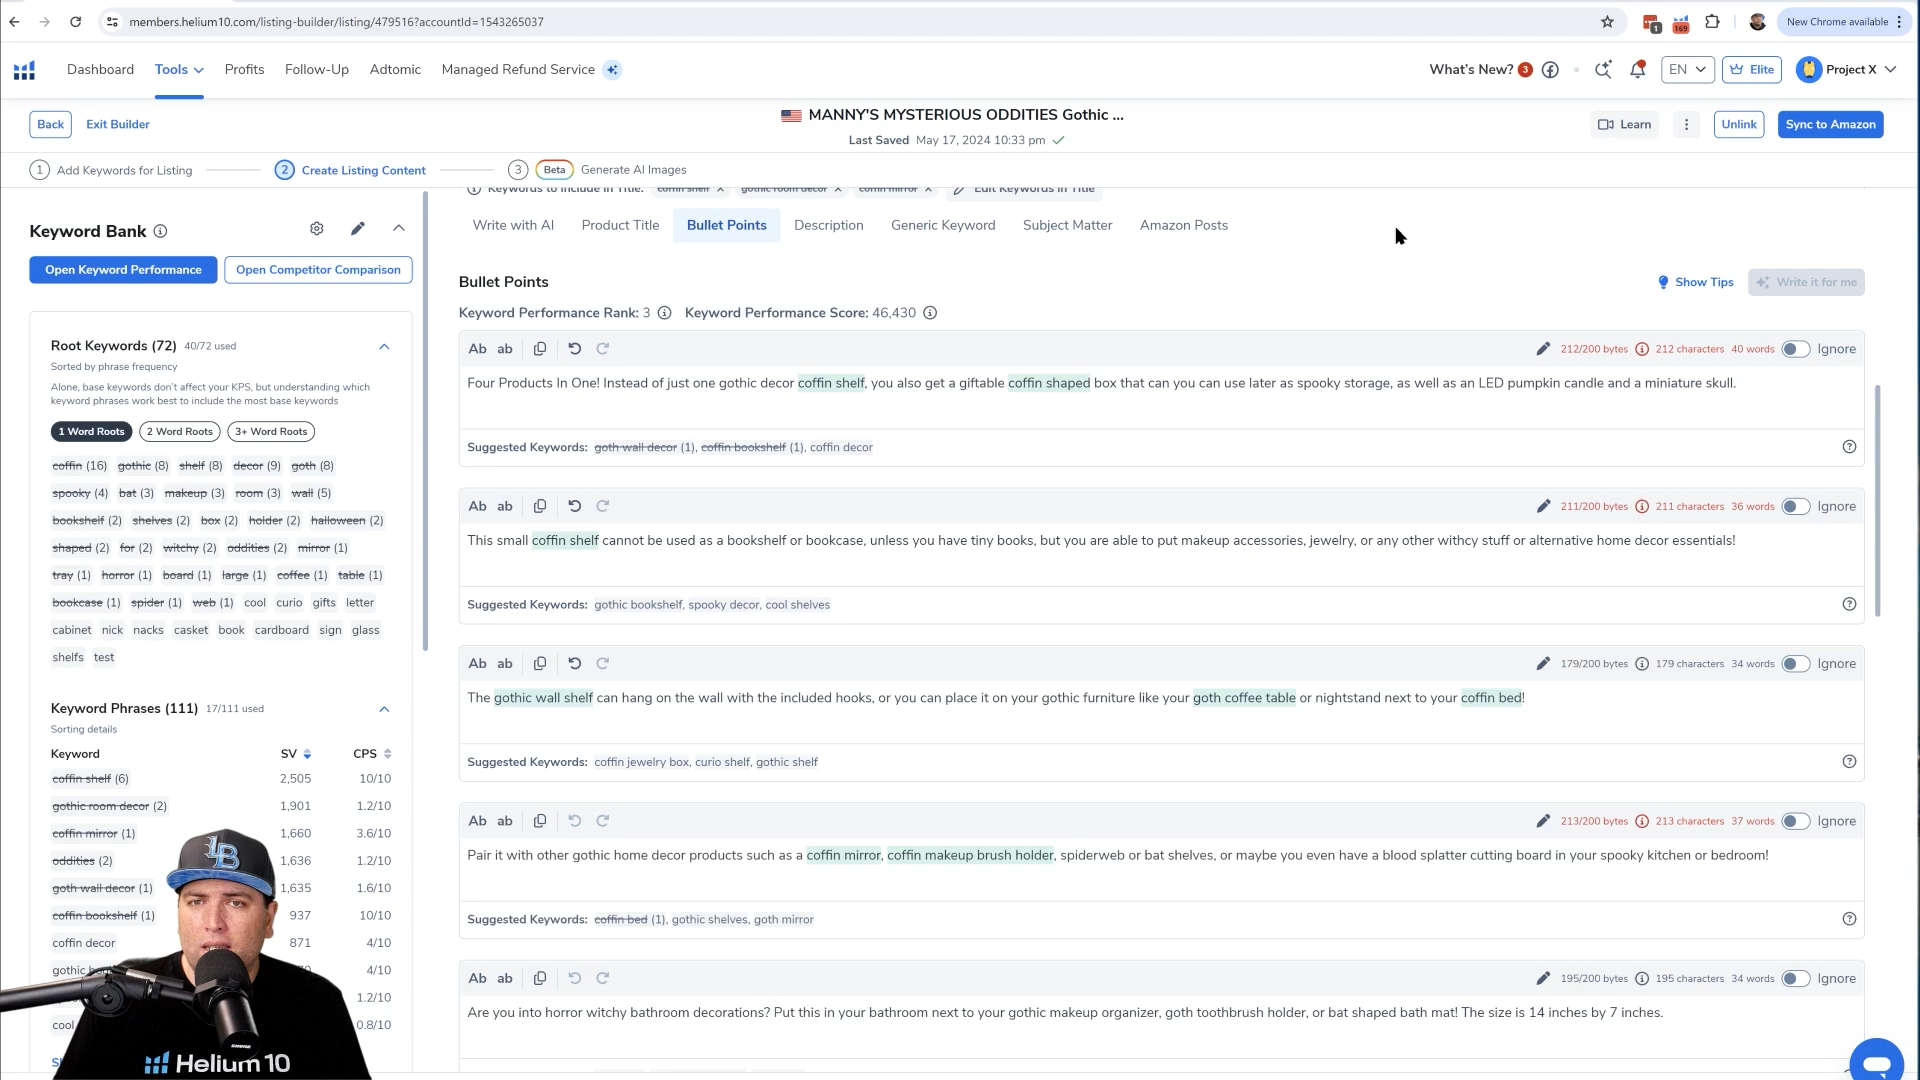 members.helium10.com/listing-builder/listing/479516?accountId=1543265037
1
169
New Chrome available
Dashboard
Tools
Profits
Follow-Up
Adtomic
Managed Refund Service
What's New? 3
EN
Elite
Project X
Back
Exit Builder
MANNY'S MYSTERIOUS ODDITIES Gothic ...
Last Saved May 17, 2024 10:33 pm
Learn
Unlink
Sync to Amazon
1 Add Keywords for Listing
2 Create Listing Content
3 Beta Generate AI Images
Keywords to Include in Title: coffin shelf × gothic room decor × coffin mirror × Edit Keywords in Title
Write with AI
Product Title
Bullet Points
Description
Generic Keyword
Subject Matter
Amazon Posts
Keyword Bank
Open Keyword Performance
Open Competitor Comparison
Root Keywords (72) 40/72 used
Sorted by phrase frequency
Alone, base keywords don't affect your KPS, but understanding which
keyword phrases work best to include the most base keywords
1 Word Roots
2 Word Roots
3+ Word Roots
coffin (16) gothic (8) shelf (8) decor (9) goth (8)
spooky (4) bat (3) makeup (3) room (3) wall (5)
bookshelf (2) shelves (2) box (2) holder (2) halloween (2)
shaped (2) for (2) witchy (2) oddities (2) mirror (1)
tray (1) horror (1) board (1) large (1) coffee (1) table (1)
bookcase (1) spider (1) web (1) cool curio gifts letter
cabinet nick nacks casket book cardboard sign glass
shelfs test
Keyword Phrases (111) 17/111 used
Sorting details
Keyword SV CPS
coffin shelf (6) 2,505 10/10
gothic room decor (2) 1,901 1.2/10
coffin mirror (1) 1,660 3.6/10
oddities (2) 1,636 1.2/10
goth wall decor (1) 1,635 1.6/10
coffin bookshelf (1) 937 10/10
coffin decor 871 4/10
gothic 4/10
1.2/10
cool 0.8/10
Helium 10
Bullet Points
Show Tips
Write it for me
Keyword Performance Rank: 3 Keyword Performance Score: 46,430
Ab ab 212/200 bytes 212 characters 40 words Ignore
Four Products In One! Instead of just one gothic decor coffin shelf, you also get a giftable coffin shaped box that can you can use later as spooky storage, as well as an LED pumpkin candle and a miniature skull.
Suggested Keywords: goth wall decor (1), coffin bookshelf (1), coffin decor
Ab ab 211/200 bytes 211 characters 36 words Ignore
This small coffin shelf cannot be used as a bookshelf or bookcase, unless you have tiny books, but you are able to put makeup accessories, jewelry, or any other withcy stuff or alternative home decor essentials!
Suggested Keywords: gothic bookshelf, spooky decor, cool shelves
Ab ab 179/200 bytes 179 characters 34 words Ignore
The gothic wall shelf can hang on the wall with the included hooks, or you can place it on your gothic furniture like your goth coffee table or nightstand next to your coffin bed!
Suggested Keywords: coffin jewelry box, curio shelf, gothic shelf
Ab ab 213/200 bytes 213 characters 37 words Ignore
Pair it with other gothic home decor products such as a coffin mirror, coffin makeup brush holder, spiderweb or bat shelves, or maybe you even have a blood splatter cutting board in your spooky kitchen or bedroom!
Suggested Keywords: coffin bed (1), gothic shelves, goth mirror
Ab ab 195/200 bytes 195 characters 34 words Ignore
Are you into horror witchy bathroom decorations? Put this in your bathroom next to your gothic makeup organizer, goth toothbrush holder, or bat shaped bath mat! The size is 14 inches by 7 inches.